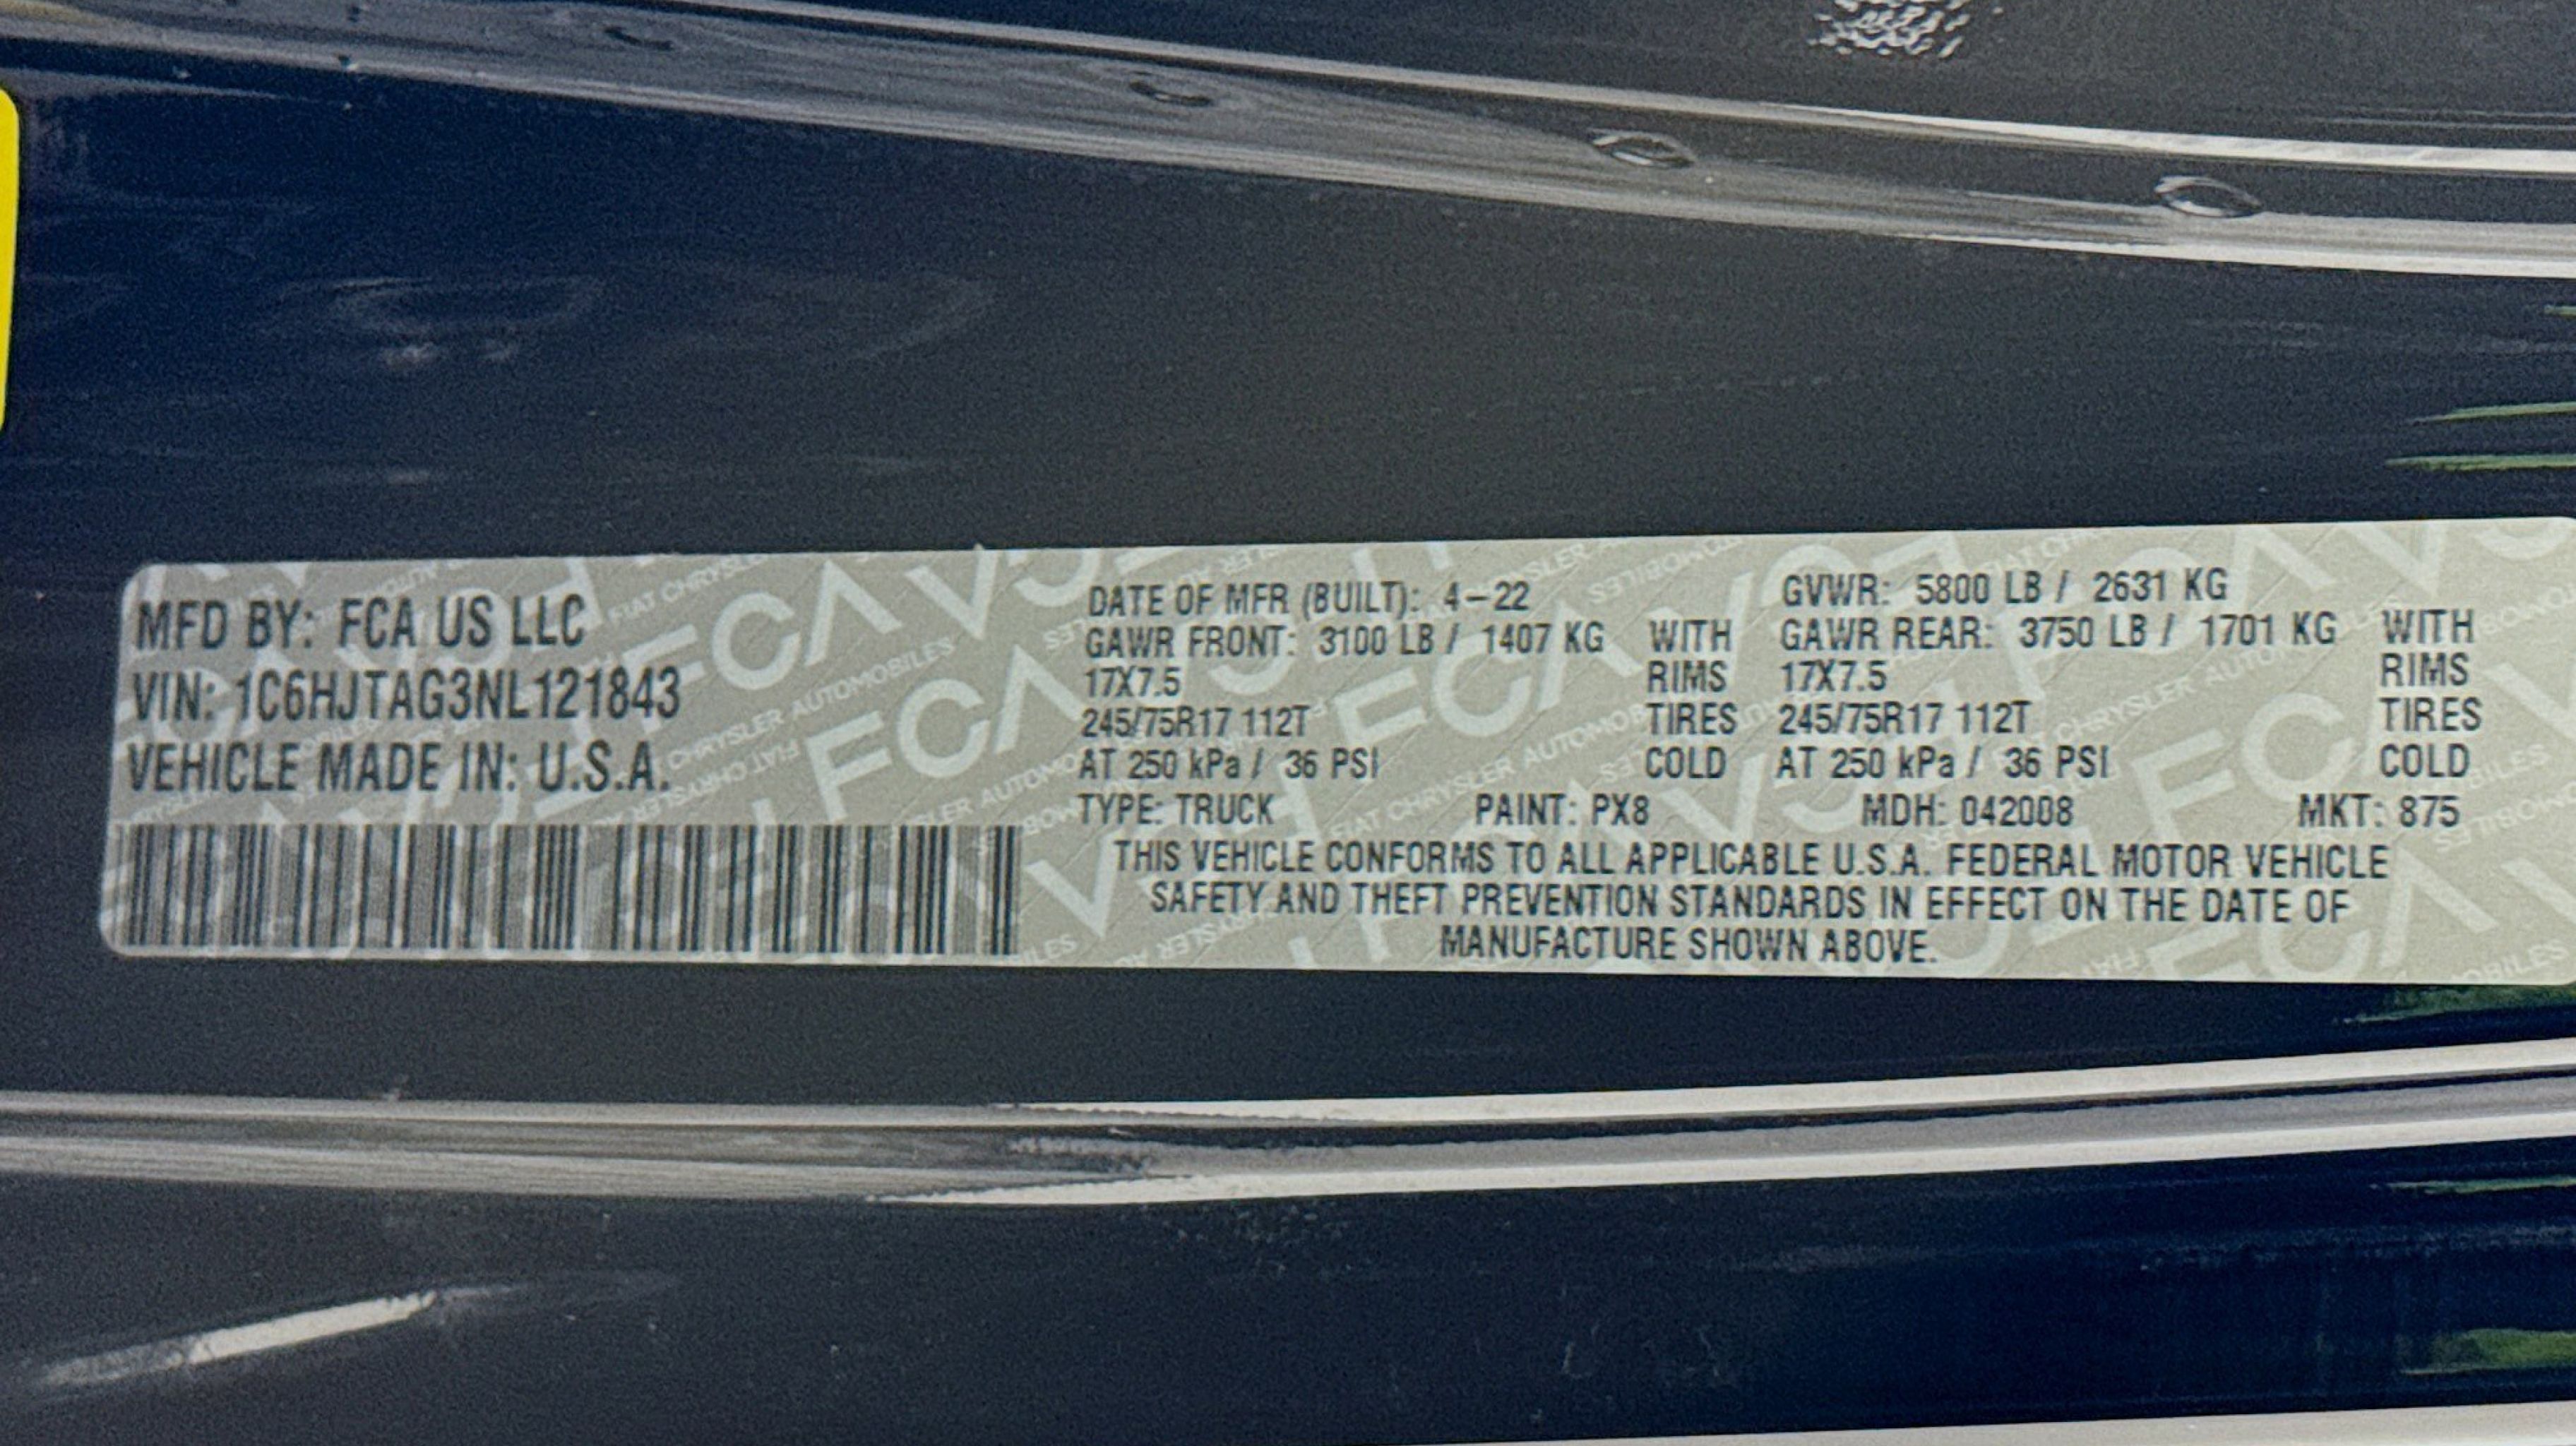 MFD BY: FCA US LLC
VIN: 1C6HJTAG3NL121843
VEHICLE MADE IN: U.S.A.
DATE OF MFR (BUILT): 4-22 GVWR: 5800 LB / 2631 KG
GAWR FRONT: 3100 LB / 1407 KG WITH GAWR REAR: 3750 LB / 1701 KG WITH
17X7.5 RIMS 17X7.5 RIMS
245/75R17 112T TIRES 245/75R17 112T TIRES
AT 250 kPa / 36 PSI COLD AT 250 kPa / 36 PSI COLD
TYPE: TRUCK PAINT: PX8 MDH: 042008 MKT: 875
THIS VEHICLE CONFORMS TO ALL APPLICABLE U.S.A. FEDERAL MOTOR VEHICLE
SAFETY AND THEFT PREVENTION STANDARDS IN EFFECT ON THE DATE OF
MANUFACTURE SHOWN ABOVE.